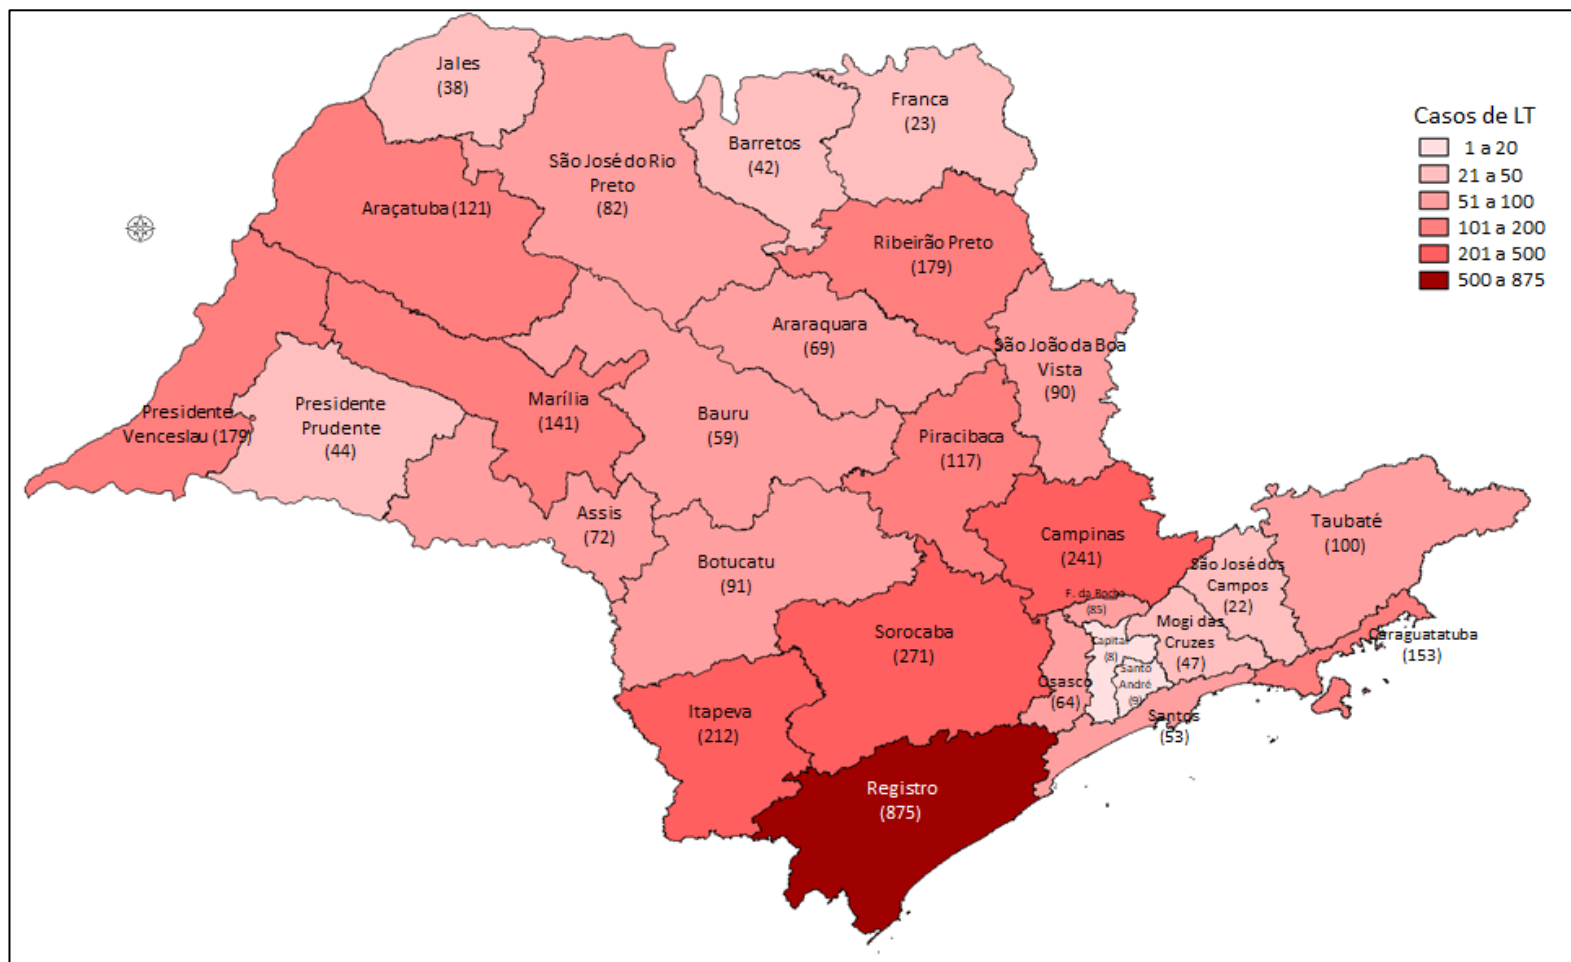 Jales
(38)
São José do Rio
Preto
(82)
Barretos
(42)
Franca
(23)
Casos de LT
1 a 20
21 a 50
51 a 100
101 a 200
201 a 500
500 a 875
Araçatuba (121)
Ribeirão Preto
(179)
Araraquara
(69)
São João da Boa
Vista
(90)
Presidente
Venceslau (179)
Presidente
Prudente
(44)
Marília
(141)
Bauru
(59)
Piracibaca
(117)
Assis
(72)
Botucatu
(91)
Campinas
(241)
Taubaté
(100)
São José dos
Campos
(22)
F. da Rocha
(85)
Mogi das
Cruzes
(47)
Capital
(8)
Santo
André
(9)
Caraguatatuba
(153)
Sorocaba
(271)
Osasco
(64)
Santos
(53)
Itapeva
(212)
Registro
(875)